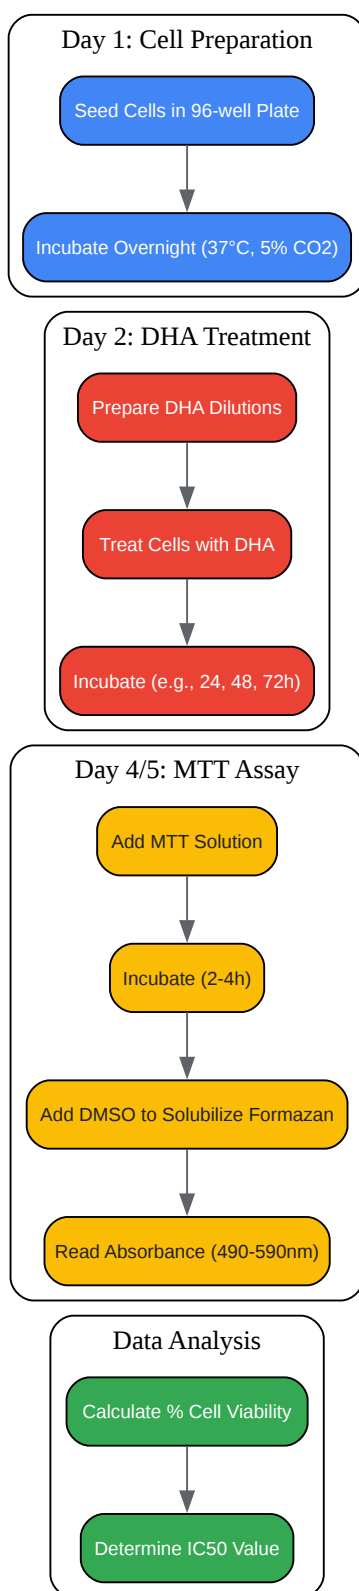 Day 1: Cell Preparation
Seed Cells in 96-well Plate
Incubate Overnight (37°C, 5% CO2)
Day 2: DHA Treatment
Prepare DHA Dilutions
Treat Cells with DHA
Incubate (e.g., 24, 48, 72h)
Day 4/5: MTT Assay
Add MTT Solution
Incubate (2-4h)
Add DMSO to Solubilize Formazan
Read Absorbance (490-590nm)
Data Analysis
Calculate % Cell Viability
Determine IC50 Value